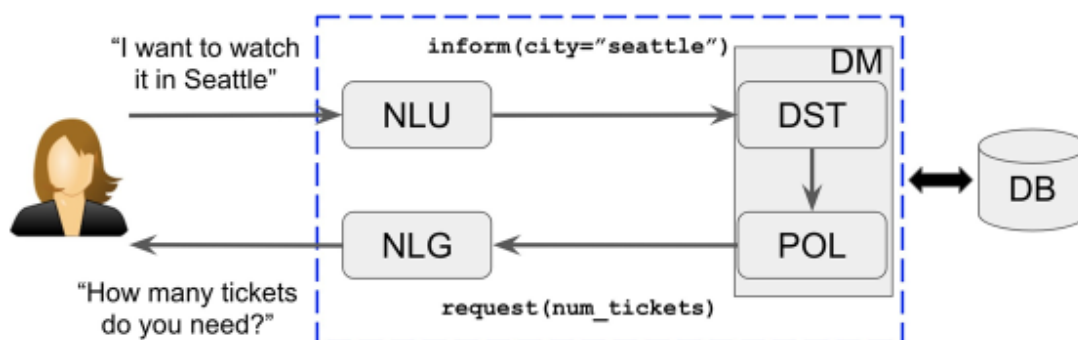 “I want to watch
it in Seattle”
inform(city=”seattle”)
DM
NLU
DST
DB
NLG
POL
“How many tickets
do you need?”
request(num_tickets)